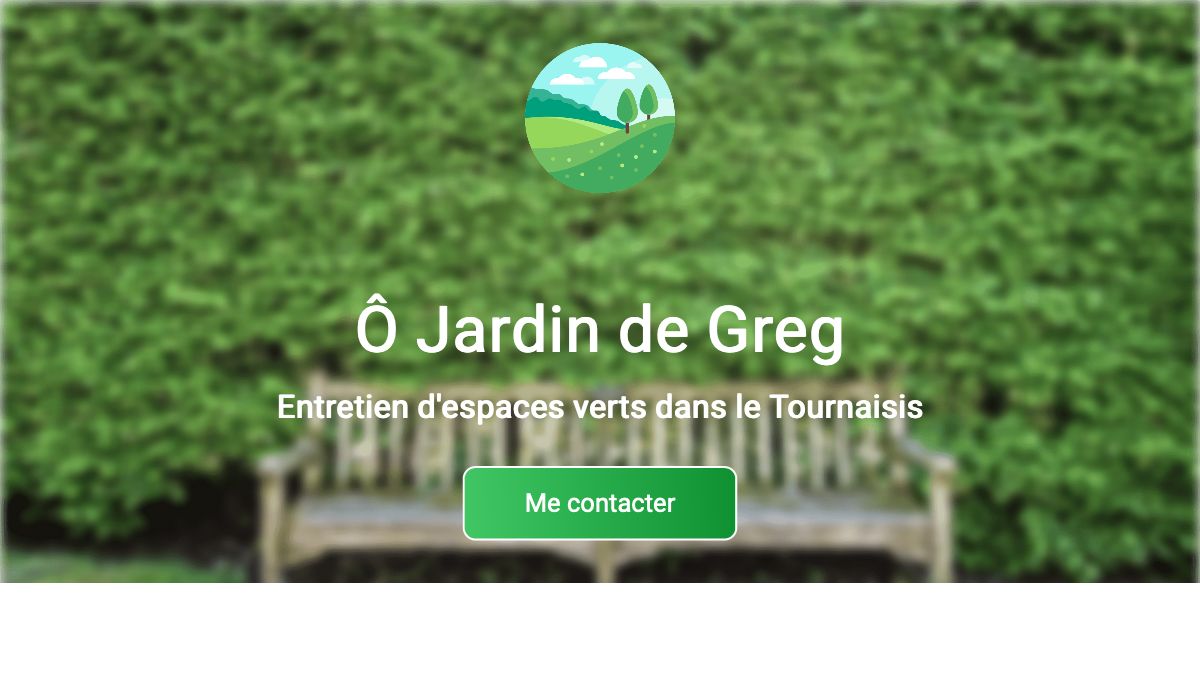 Ô Jardin de Greg
Entretien d'espaces verts dans le Tournaisis
Me contacter